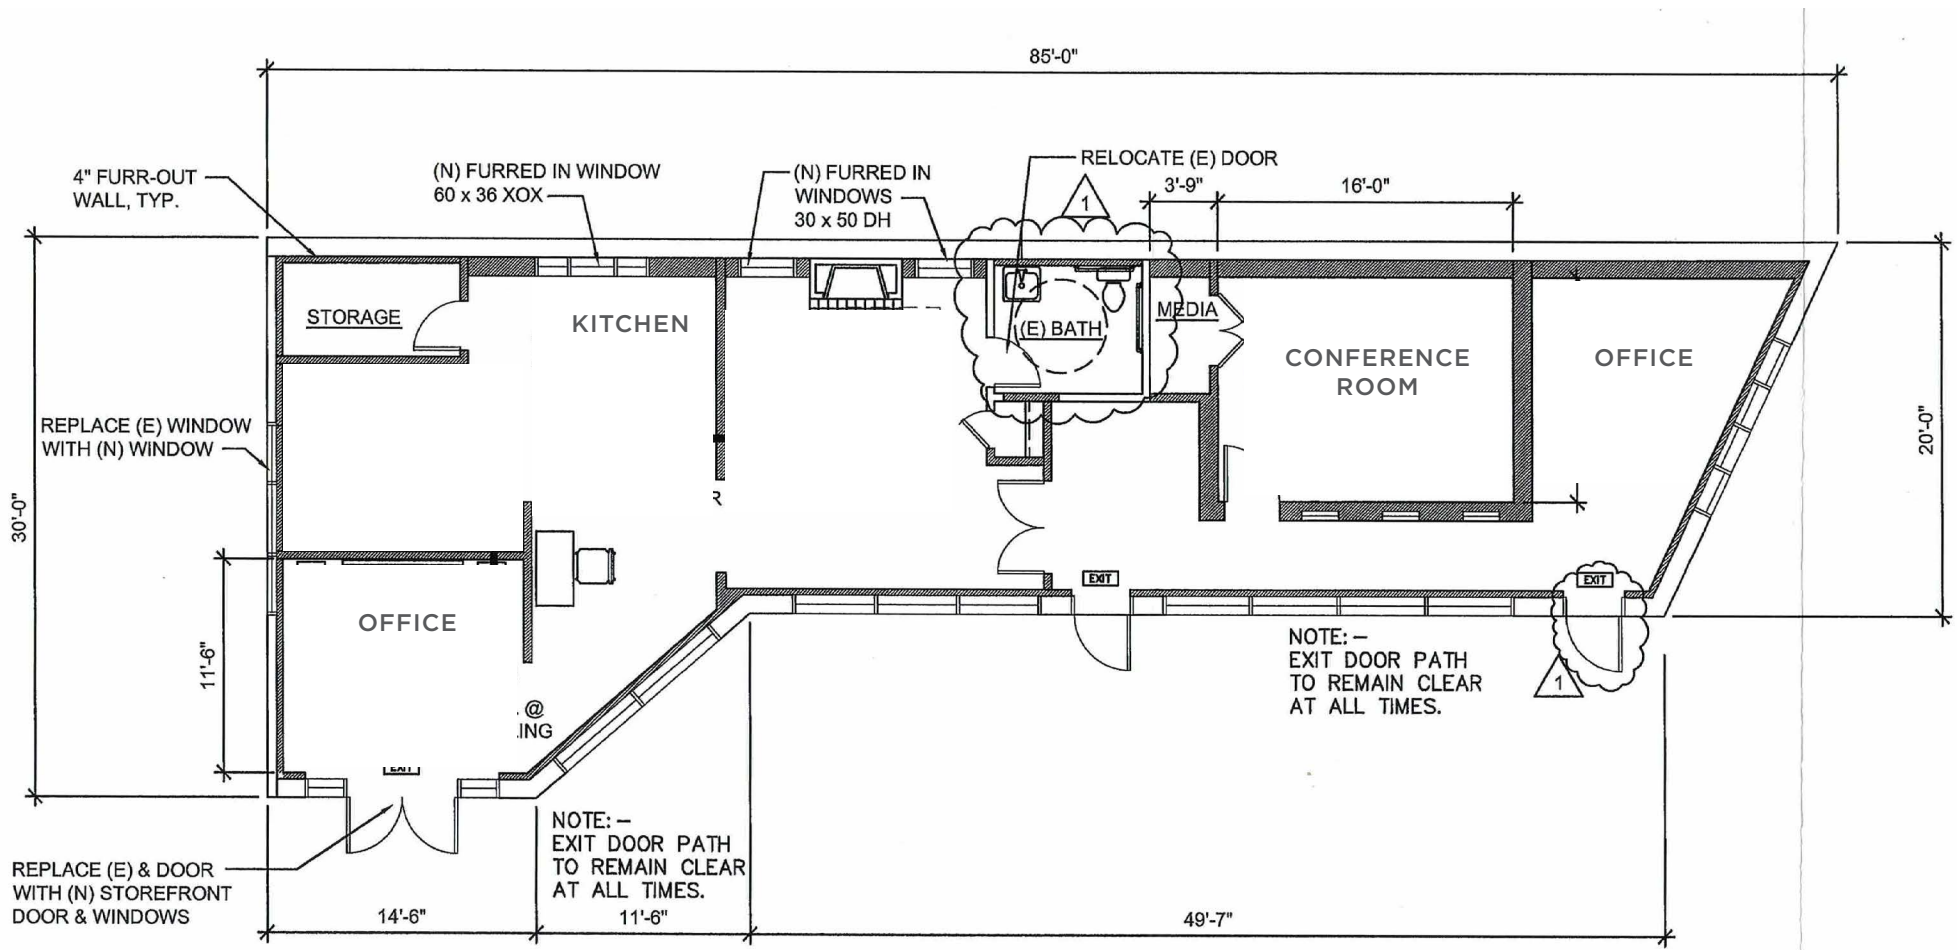 85'-0"
4" FURR-OUT
WALL, TYP.
(N) FURRED IN WINDOW
60 x 36 XOX
(N) FURRED IN
WINDOWS
30 x 50 DH
RELOCATE (E) DOOR
1
3'-9"
16'-0"
STORAGE
KITCHEN
(E) BATH
MEDIA
CONFERENCE
ROOM
OFFICE
REPLACE (E) WINDOW
WITH (N) WINDOW
20'-0"
30'-0"
R
EXIT
EXIT
OFFICE
11'-6"
NOTE:-
EXIT DOOR PATH
TO REMAIN CLEAR
AT ALL TIMES.
1
@
ING
EXIT
NOTE:-
EXIT DOOR PATH
TO REMAIN CLEAR
AT ALL TIMES.
REPLACE (E) & DOOR
WITH (N) STOREFRONT
DOOR & WINDOWS
14'-6"
11'-6"
49'-7"